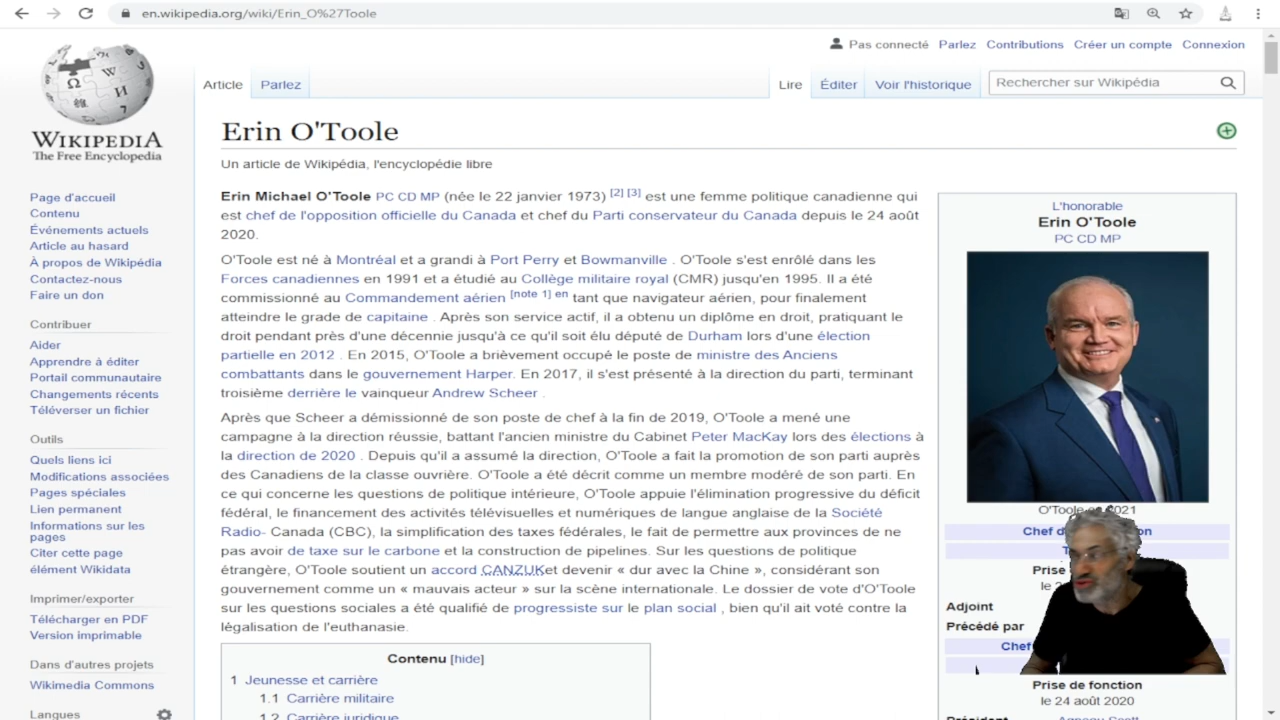 en.wikipedia.org/wiki/Erin_O%27Toole
Pas connecté Parlez Contributions Créer un compte Connexion
Article Parlez Lire Éditer Voir l'historique Rechercher sur Wikipédia
WIKIPEDIA
The Free Encyclopedia
Page d'accueil
Contenu
Événements actuels
Article au hasard
À propos de Wikipédia
Contactez-nous
Faire un don
Contribuer
Aider
Apprendre à éditer
Portail communautaire
Changements récents
Téléverser un fichier
Outils
Quels liens ici
Modifications associées
Pages spéciales
Lien permanent
Informations sur les
pages
Citer cette page
élément Wikidata
Imprimer/exporter
Télécharger en PDF
Version imprimable
Dans d'autres projets
Wikimedia Commons
Langues
Erin O'Toole
Un article de Wikipédia, l'encyclopédie libre
Erin Michael O'Toole PC CD MP (née le 22 janvier 1973) [2] [3] est une femme politique canadienne qui
est chef de l'opposition officielle du Canada et chef du Parti conservateur du Canada depuis le 24 août
2020.
O'Toole est né à Montréal et a grandi à Port Perry et Bowmanville . O'Toole s'est enrôlé dans les
Forces canadiennes en 1991 et a étudié au Collège militaire royal (CMR) jusqu'en 1995. Il a été
commissionné au Commandement aérien [note 1] en tant que navigateur aérien, pour finalement
atteindre le grade de capitaine . Après son service actif, il a obtenu un diplôme en droit, pratiquant le
droit pendant près d'une décennie jusqu'à ce qu'il soit élu député de Durham lors d'une élection
partielle en 2012 . En 2015, O'Toole a brièvement occupé le poste de ministre des Anciens
combattants dans le gouvernement Harper. En 2017, il s'est présenté à la direction du parti, terminant
troisième derrière le vainqueur Andrew Scheer .
Après que Scheer a démissionné de son poste de chef à la fin de 2019, O'Toole a mené une
campagne à la direction réussie, battant l'ancien ministre du Cabinet Peter MacKay lors des élections à
la direction de 2020 . Depuis qu'il a assumé la direction, O'Toole a fait la promotion de son parti auprès
des Canadiens de la classe ouvrière. O'Toole a été décrit comme un membre modéré de son parti. En
ce qui concerne les questions de politique intérieure, O'Toole appuie l'élimination progressive du déficit
fédéral, le financement des activités télévisuelles et numériques de langue anglaise de la Société
Radio- Canada (CBC), la simplification des taxes fédérales, le fait de permettre aux provinces de ne
pas avoir de taxe sur le carbone et la construction de pipelines. Sur les questions de politique
étrangère, O'Toole soutient un accord CANZUKet devenir « dur avec la Chine », considérant son
gouvernement comme un « mauvais acteur » sur la scène internationale. Le dossier de vote d'O'Toole
sur les questions sociales a été qualifié de progressiste sur le plan social , bien qu'il ait voté contre la
légalisation de l'euthanasie.
Contenu [hide]
1 Jeunesse et carrière
1.1 Carrière militaire
1.2 Carrière juridique
L'honorable
Erin O'Toole
PC CD MP
O'Toole en 2021
Chef
Prise
le
Adjoint
Précédé par
Chef
Prise de fonction
le 24 août 2020
Président